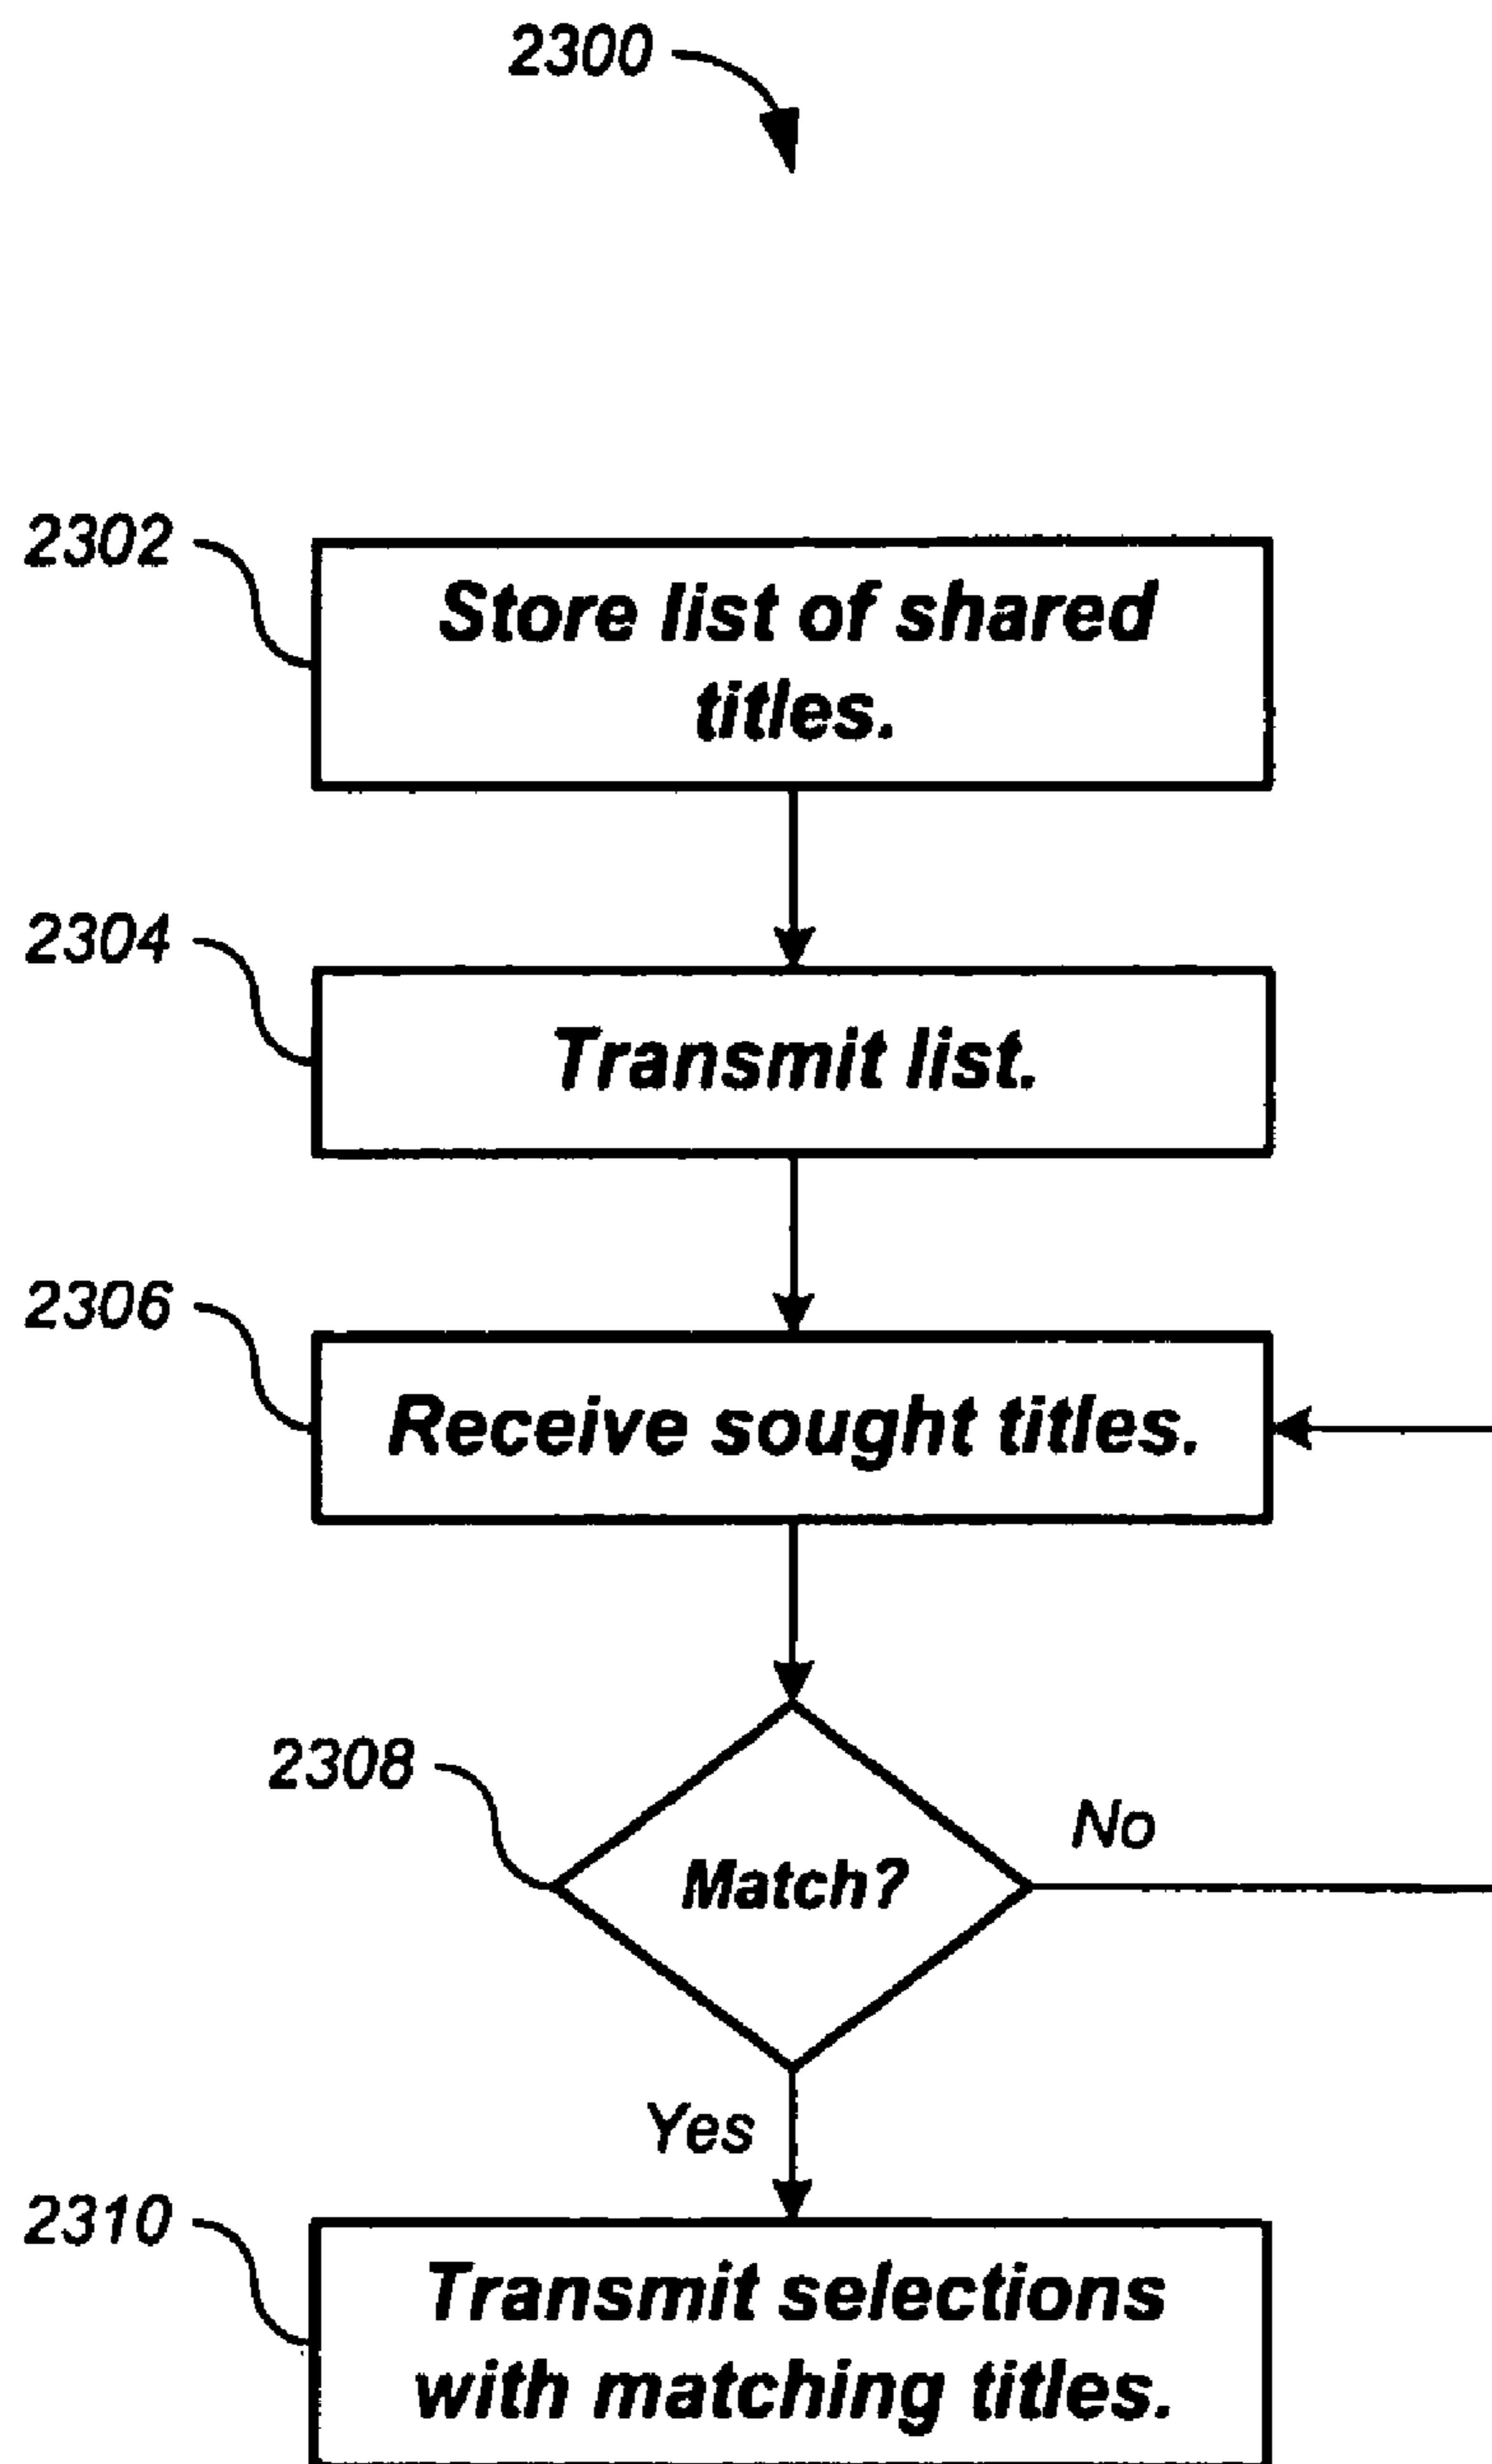 2300
2302
Store list of shared
titles.
2304
Transmit list.
2306
Receive sought titles.
2308
Match?
No
Yes
2310
Transmit selections
with matching titles.